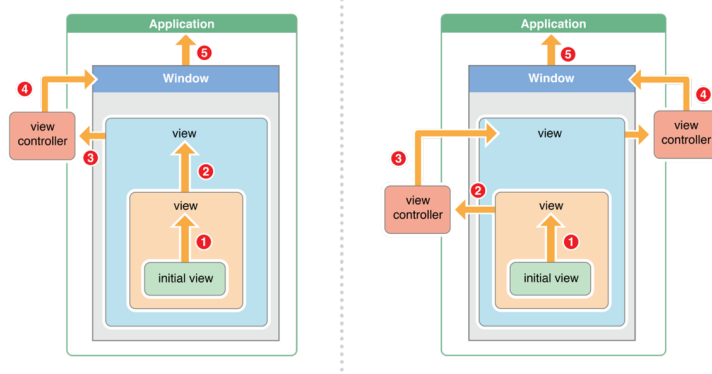 Application
5
Window
4
view
controller
3
view
2
view
1
initial view
Application
5
Window
4
view
controller
view
3
view
controller
2
view
1
initial view